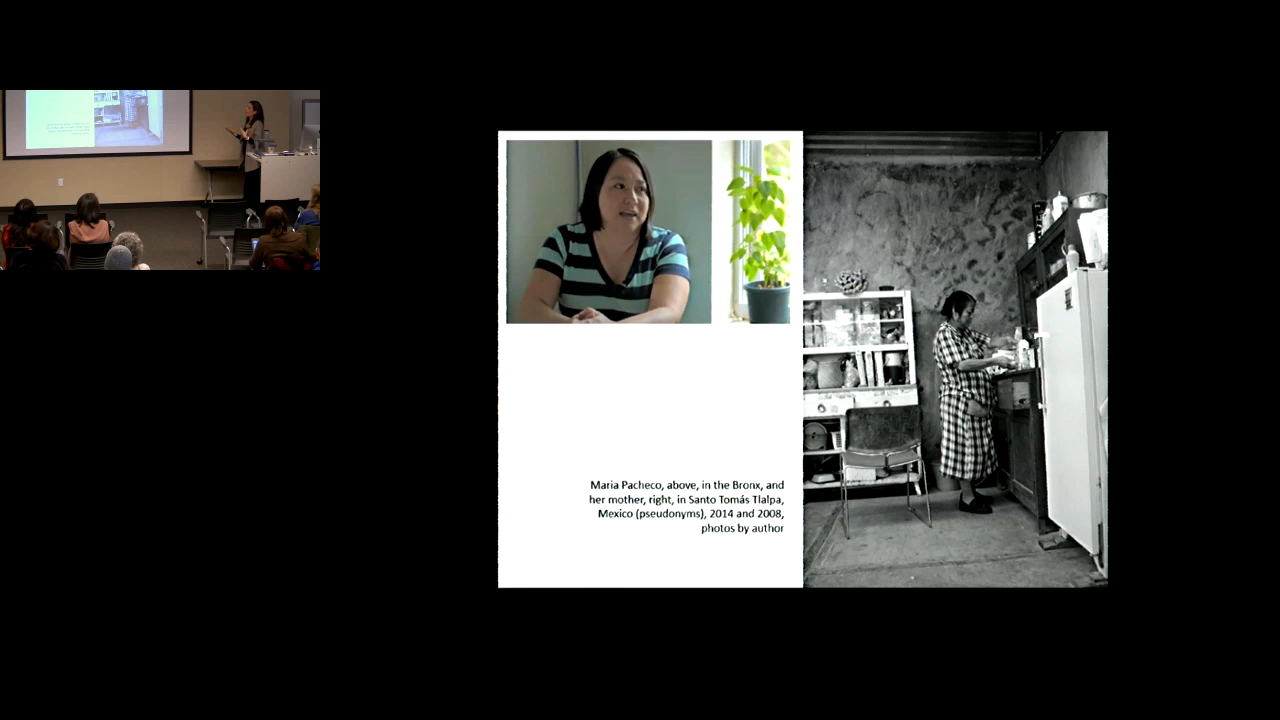 Maria Pacheco, above, in the Bronx, and
her mother, right, in Santo Tomás Tlalpa,
Mexico (pseudonyms), 2014 and 2008,
photos by author